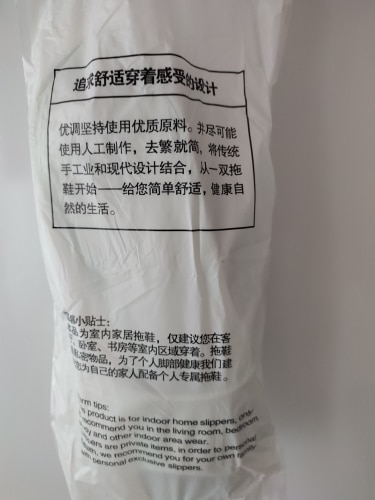 追求舒适穿着感受的设计
优调坚持使用优质原料。并尽可能
使用人工制作，去繁就简，将传统
手工业和现代设计结合，从一双拖
鞋开始——给您简单舒适，健康自
然的生活。
小贴士：
品为室内家居拖鞋，仅建议您在客
、卧室、书房等室内区域穿着。拖鞋
私密物品，为了个人脚部健康我们建
为自己的家人配备个人专属拖鞋。
rm tips:
product is for indoor home slippers, only
recommend you in the living room, bedroom,
and other indoor area wear.
are private items, in order to personal
we recommend you for your own family
personal exclusive slippers.